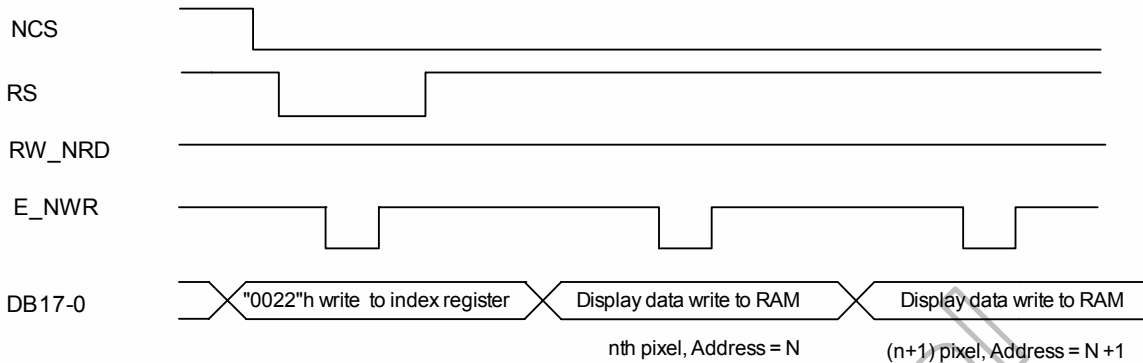 NCS
RS
RW_NRD
E_NWR
DB17-0
"0022"h write to index register
Display data write to RAM
Display data write to RAM
nth pixel, Address = N
(n+1) pixel, Address = N +1